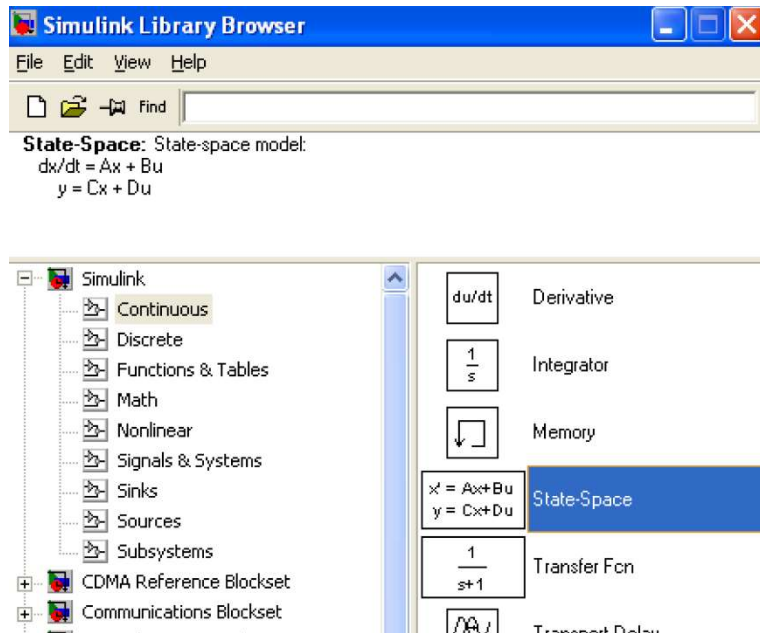 Simulink Library Browser
File Edit View Help
Find
State-Space: State-space model:
dx/dt = Ax + Bu
y = Cx + Du
Simulink
Continuous
Discrete
Functions & Tables
Math
Nonlinear
Signals & Systems
Sinks
Sources
Subsystems
CDMA Reference Blockset
Communications Blockset
du/dt Derivative
1
s
Integrator
Memory
x' = Ax+Bu
y = Cx+Du
State-Space
1
s+1
Transfer Fcn
Transport Delay